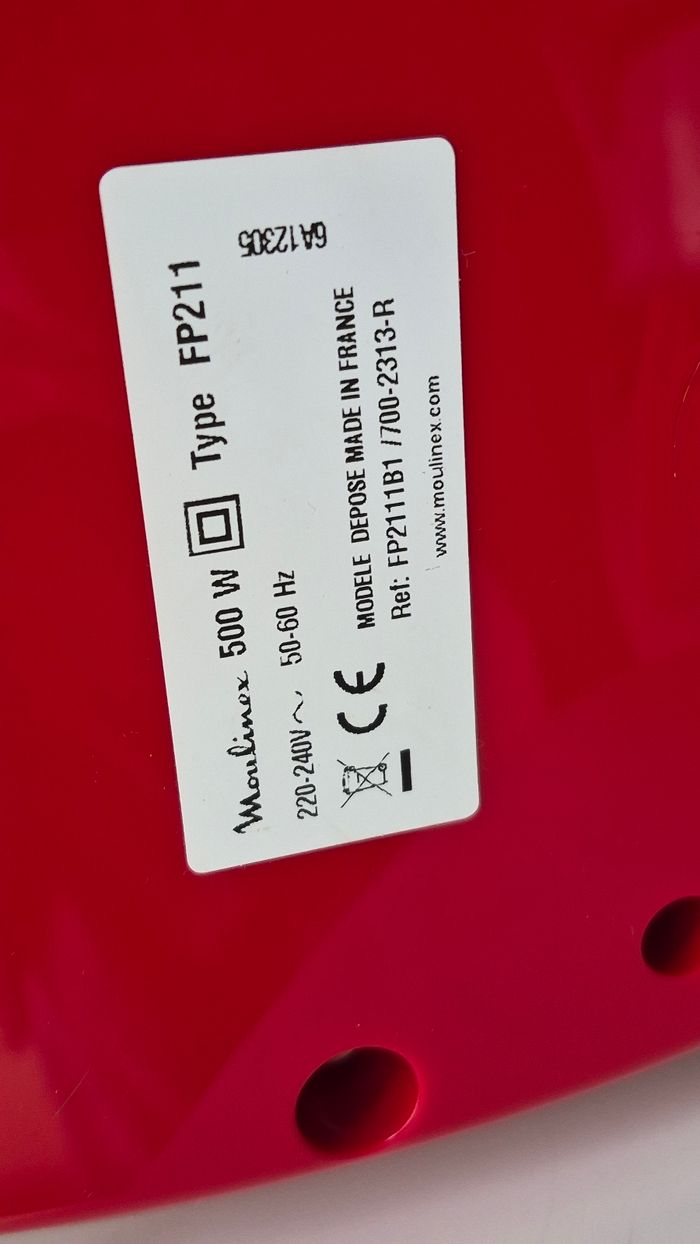 Moulinex 500 W Type FP211
6A12305
220-240V~ 50-60 Hz
CE MODELE DEPOSE MADE IN FRANCE
Ref: FP2111B1 /700-2313-R
www.moulinex.com